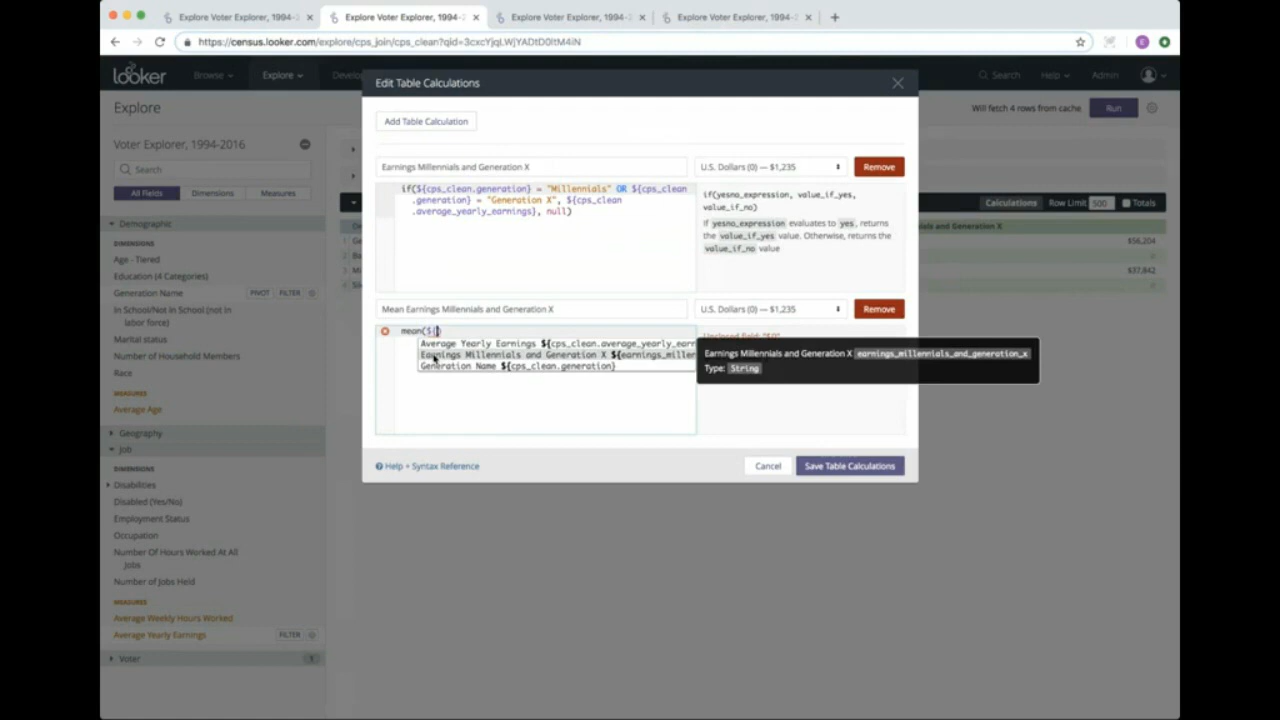 Explore Voter Explorer, 1994-
Explore Voter Explorer, 1994-
Explore Voter Explorer, 1994-
Explore Voter Explorer, 1994-
looker
Browse
Explore
Search
Help
Admin
Explore
Will fetch 4 rows from cache
Run
Voter Explorer, 1994-2016
Search
All Fields
Dimensions
Measures
Demographic
DIMENSIONS
Age - Tiered
Education (4 Categories)
Generation Name
PIVOT
FILTER
In School/Not In School (not in
labor force)
Marital status
Number of Household Members
Race
MEASURES
Average Age
Geography
Job
DIMENSIONS
Disabilities
Disabled (Yes/No)
Employment Status
Occupation
Number Of Hours Worked At All
Jobs
Number of Jobs Held
MEASURES
Average Weekly Hours Worked
Average Yearly Earnings
FILTER
Voter
1
Edit Table Calculations
Add Table Calculation
Earnings Millennials and Generation X
U.S. Dollars (0) — $1,235
Remove
if(${cps_clean.generation} = "Millennials" OR ${cps_clean
.generation} = "Generation X", ${cps_clean
.average_yearly_earnings}, null)
if(yesno_expression, value_if_yes,
value_if_no)
If yesno_expression evaluates to yes, returns
the value_if_yes value. Otherwise, returns the
value_if_no value
Mean Earnings Millennials and Generation X
U.S. Dollars (0) — $1,235
Remove
mean(${)
Average Yearly Earnings ${cps_clean.average_yearly_earr
Earnings Millennials and Generation X ${earnings_millen
Generation Name ${cps_clean.generation}
Earnings Millennials and Generation X earnings_millennials_and_generation_x
Type: String
Help + Syntax Reference
Cancel
Save Table Calculations
Calculations
Row Limit
500
Totals
and Generation X
$56,204
$37,842